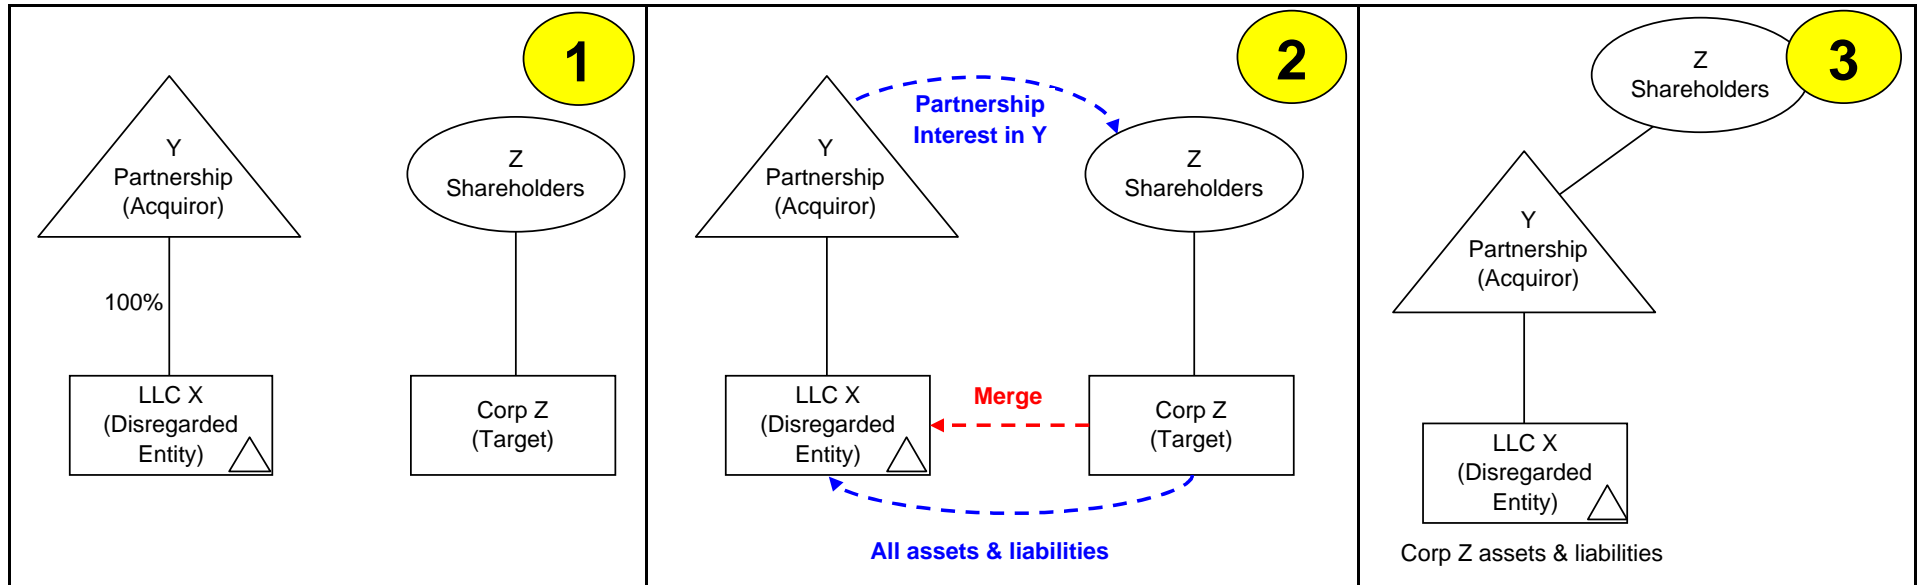 1
Y
Partnership
(Acquiror)
Z
Shareholders
100%
LLC X
(Disregarded
Entity)
Corp Z
(Target)
2
Partnership
Interest in Y
Y
Partnership
(Acquiror)
Z
Shareholders
LLC X
(Disregarded
Entity)
Merge
Corp Z
(Target)
All assets & liabilities
3
Z
Shareholders
Y
Partnership
(Acquiror)
LLC X
(Disregarded
Entity)
Corp Z assets & liabilities